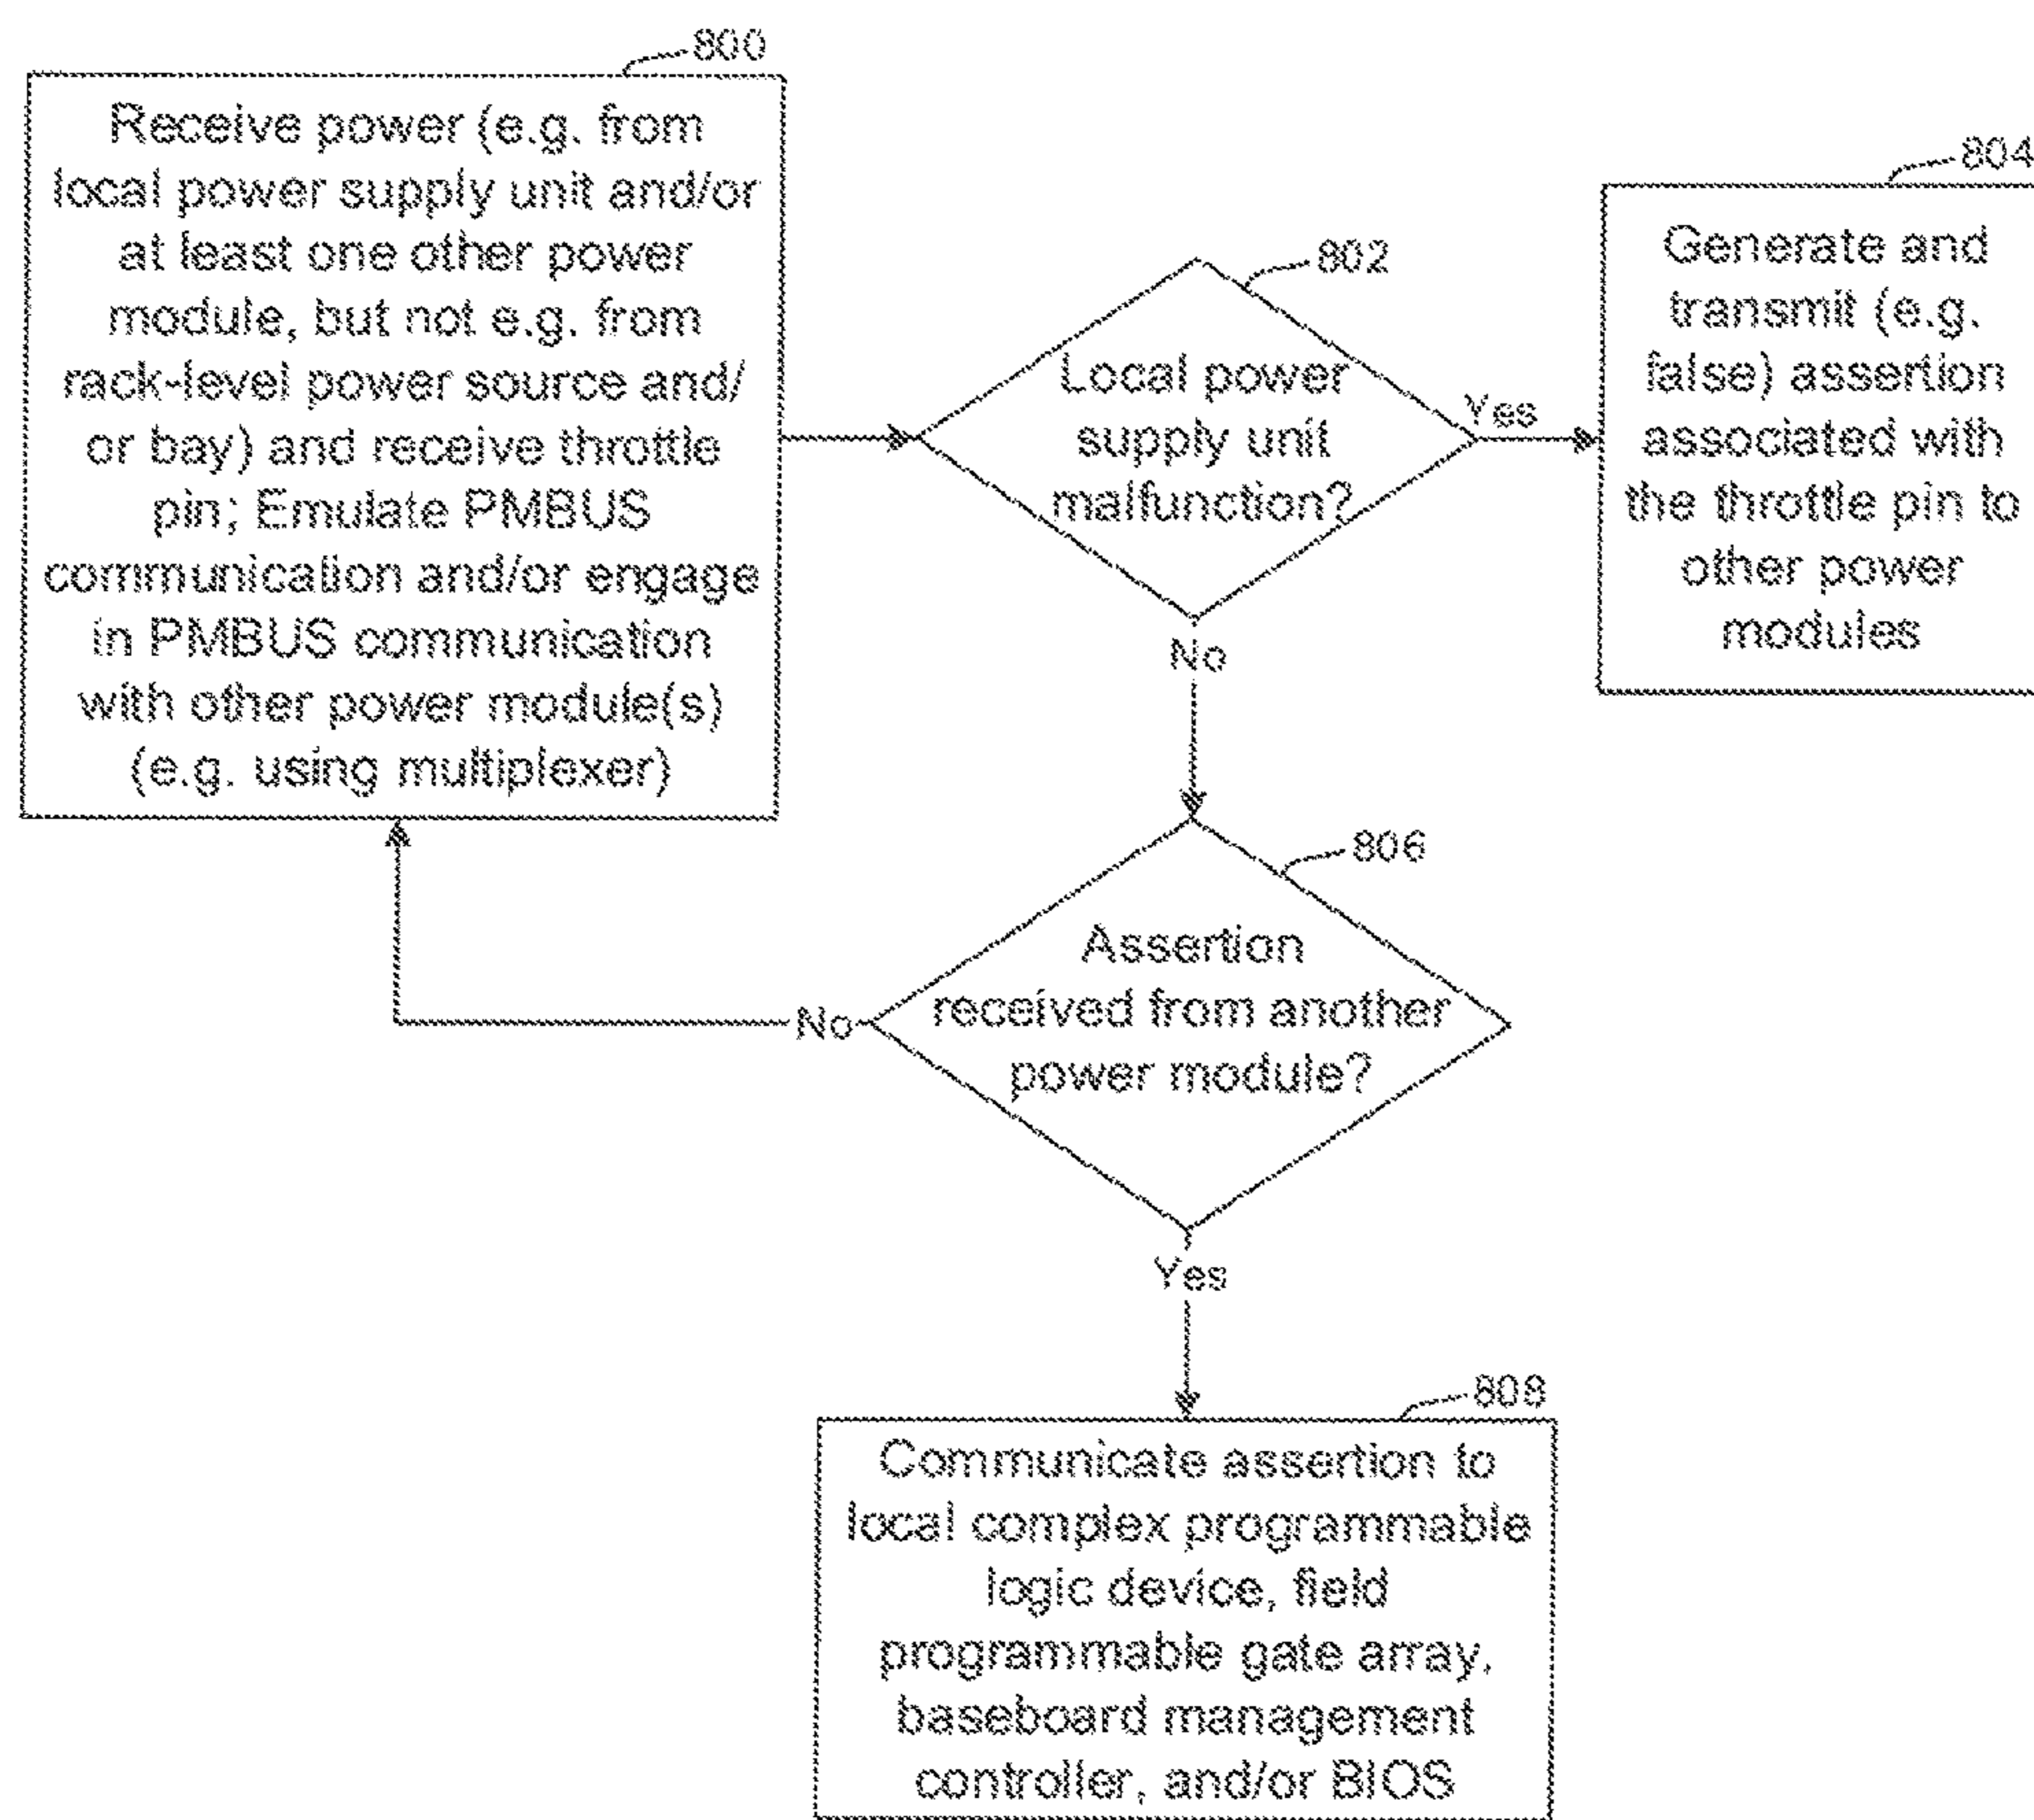 800
Receive power (e.g. from
local power supply unit and/or
at least one other power
module, but not e.g. from
rack-level power source and/
or bay) and receive throttle
pin; Emulate PMBUS
communication and/or engage
in PMBUS communication
with other power module(s)
(e.g. using multiplexer)
802
Local power
supply unit
malfunction?
Yes
No
804
Generate and
transmit (e.g.
false) assertion
associated with
the throttle pin to
other power
modules
806
Assertion
received from another
power module?
No
Yes
808
Communicate assertion to
local complex programmable
logic device, field
programmable gate array,
baseboard management
controller, and/or BIOS